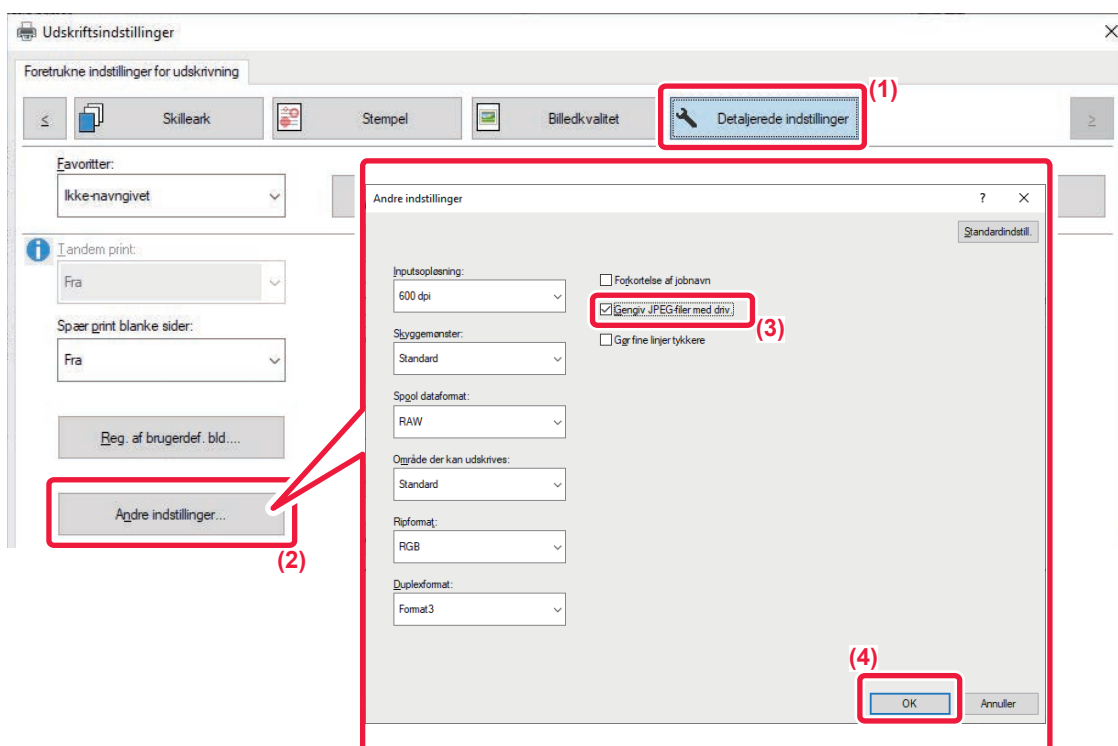 Udskriftsindstillinger
Foretrukne indstillinger for udskrivning
(1)
≤ Skilleark Stempel Billedkvalitet Detaljerede indstillinger ≥
Favoritter:
Ikke-navngivet
Tandem print:
Fra
Spær print blanke sider:
Fra
Reg. af brugerdef. bld....
Andre indstillinger...
(2)
Andre indstillinger ?
Standardindstill.
Inputsopløsning:
600 dpi
Skyggemønster:
Standard
Spool dataformat:
RAW
Område der kan udskrives:
Standard
Ripformat:
RGB
Duplexformat:
Format3
Forkortelse af jobnavn
Gengiv JPEG-filer med driv.
(3)
Gør fine linjer tykkere
(4)
OK Annuller